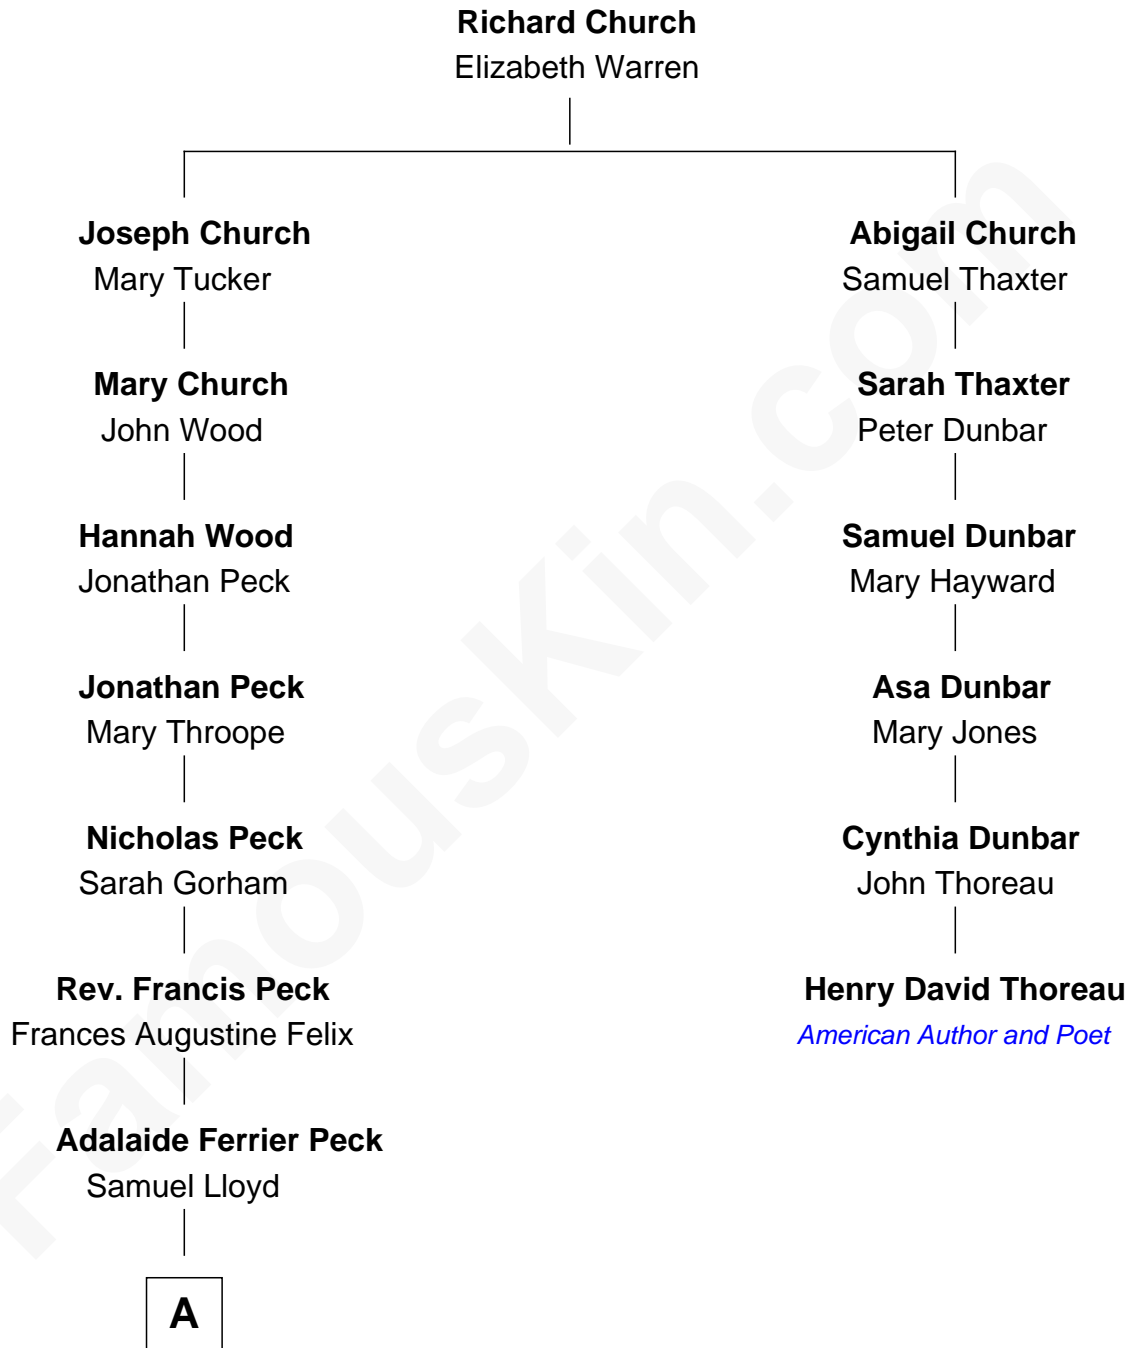 Richard Church
Elizabeth Warren
Joseph Church
Mary Tucker
Abigail Church
Samuel Thaxter
Mary Church
John Wood
Sarah Thaxter
Peter Dunbar
Hannah Wood
Jonathan Peck
Samuel Dunbar
Mary Hayward
Jonathan Peck
Mary Throope
Asa Dunbar
Mary Jones
Nicholas Peck
Sarah Gorham
Cynthia Dunbar
John Thoreau
Rev. Francis Peck
Frances Augustine Felix
Henry David Thoreau
American Author and Poet
Adalaide Ferrier Peck
Samuel Lloyd
A
FamousKin.com